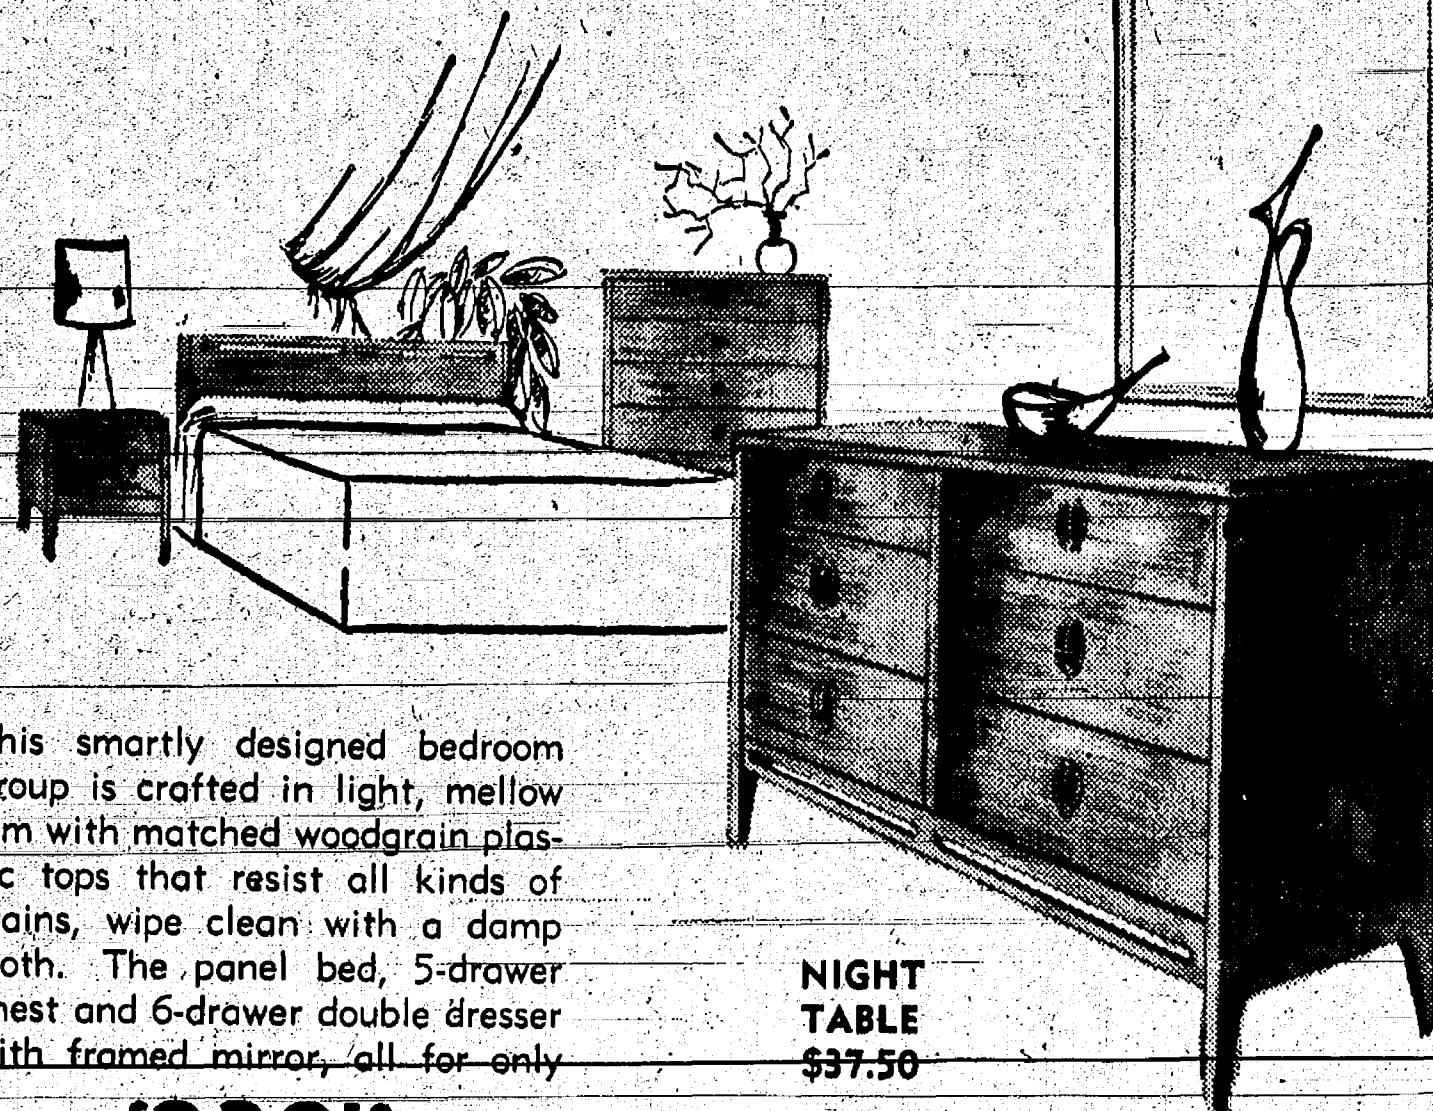 his smartly designed bedroom
roup is crafted in light, mellow
m with matched woodgrain plas-
c tops that resist all kinds of
ains, wipe clean with a damp
oth. The panel bed, 5-drawer
nest and 6-drawer double dresser
ith framed mirror, all for only
NIGHT
TABLE
$37.50